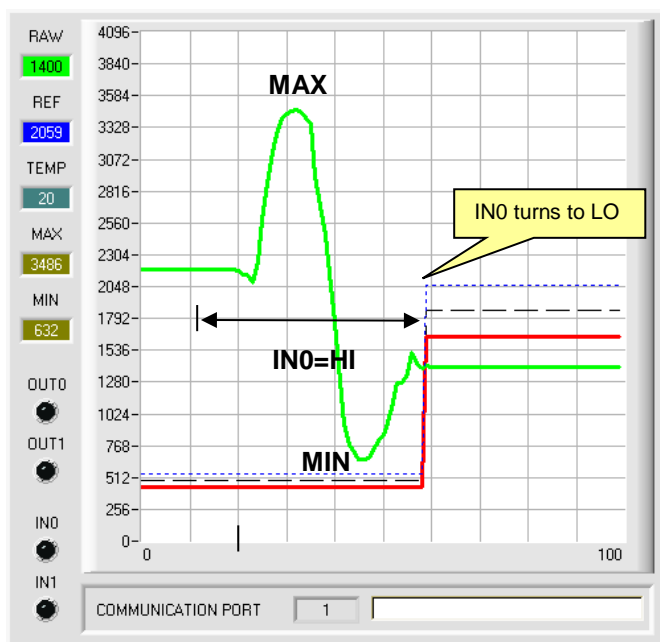 RAW
1400
REF
2059
TEMP
20
MAX
3486
MIN
632
OUT0
OUT1
IN0
IN1
4096
3840
3584
3328
3072
2816
2560
2304
2048
1792
1536
1280
1024
768
512
256
0
0
100
MAX
IN0 turns to LO
IN0=HI
MIN
COMMUNICATION PORT
1